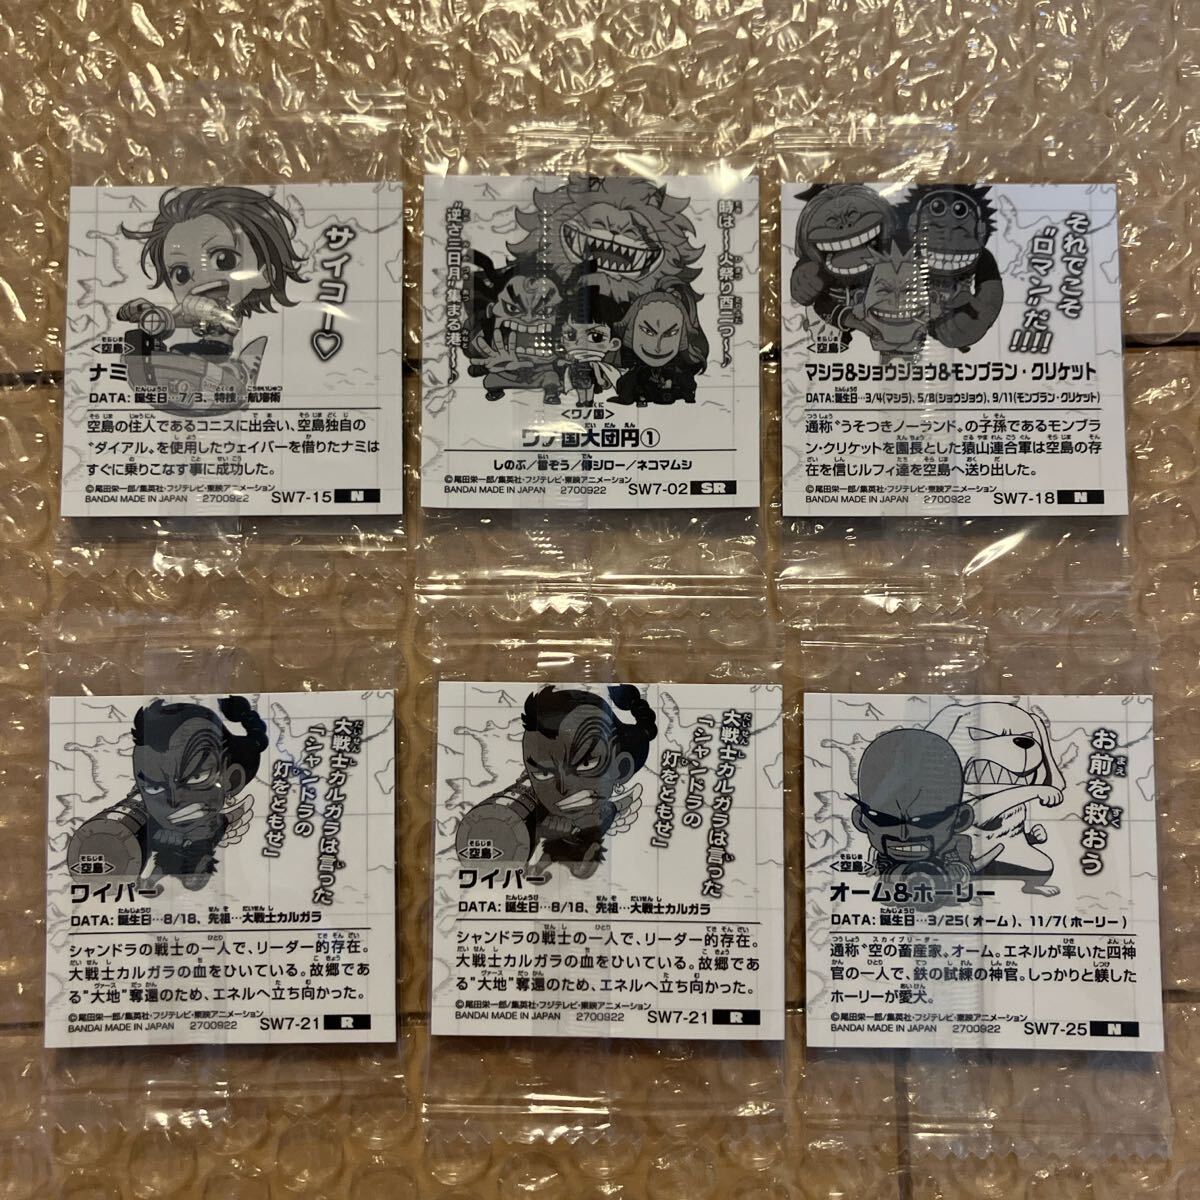 サイコー♡
<空島>
ナミ
DATA: 誕生日…7/3、特技…航海術
空島の住人であるコニスに出会い、空島独自の
"ダイアル"を使用したウェイバーを借りたナミは
すぐに乗りこなす事に成功した。
©尾田栄一郎/集英社・フジテレビ・東映アニメーション
BANDAI MADE IN JAPAN 2700922 SW7-15 N
時は〜火祭り酉二つ〜♪
"逆さ三日月"集まる港〜♪
<ワノ国>
ワノ国大団円①
しのぶ/雷ぞう/傳ジロー/ネコマムシ
©尾田栄一郎/集英社・フジテレビ・東映アニメーション
BANDAI MADE IN JAPAN 2700922 SW7-02 SR
それでこそ
"ロマン"だ!!!!
<空島>
マシラ&ショウジョウ&モンブラン・クリケット
DATA: 誕生日…3/4(マシラ)、5/8(ショウジョウ)、9/11(モンブラン・クリケット)
通称"うそつきノーランド"の子孫であるモンブラ
ン・クリケットを園長とした猿山連合軍は空島の存
在を信じルフィ達を空島へ送り出した。
©尾田栄一郎/集英社・フジテレビ・東映アニメーション
BANDAI MADE IN JAPAN 2700922 SW7-18 N
大戦士カルガラは言った
「シャンドラの
灯をともせ」
<空島>
ワイパー
DATA: 誕生日…8/18、先祖…大戦士カルガラ
シャンドラの戦士の一人で、リーダー的存在。
大戦士カルガラの血をひいている。故郷であ
る"大地"奪還のため、エネルへ立ち向かった。
©尾田栄一郎/集英社・フジテレビ・東映アニメーション
BANDAI MADE IN JAPAN 2700922 SW7-21 R
大戦士カルガラは言った
「シャンドラの
灯をともせ」
<空島>
ワイパー
DATA: 誕生日…8/18、先祖…大戦士カルガラ
シャンドラの戦士の一人で、リーダー的存在。
大戦士カルガラの血をひいている。故郷であ
る"大地"奪還のため、エネルへ立ち向かった。
©尾田栄一郎/集英社・フジテレビ・東映アニメーション
BANDAI MADE IN JAPAN 2700922 SW7-21 R
お前を救おう
<空島>
オーム&ホーリー
DATA: 誕生日…3/25(オーム)、11/7(ホーリー)
通称"空の畜産家"オーム。エネルが率いた四神
官の一人で、鉄の試練の神官。しっかりと躾した
ホーリーが愛犬。
©尾田栄一郎/集英社・フジテレビ・東映アニメーション
BANDAI MADE IN JAPAN 2700922 SW7-25 N